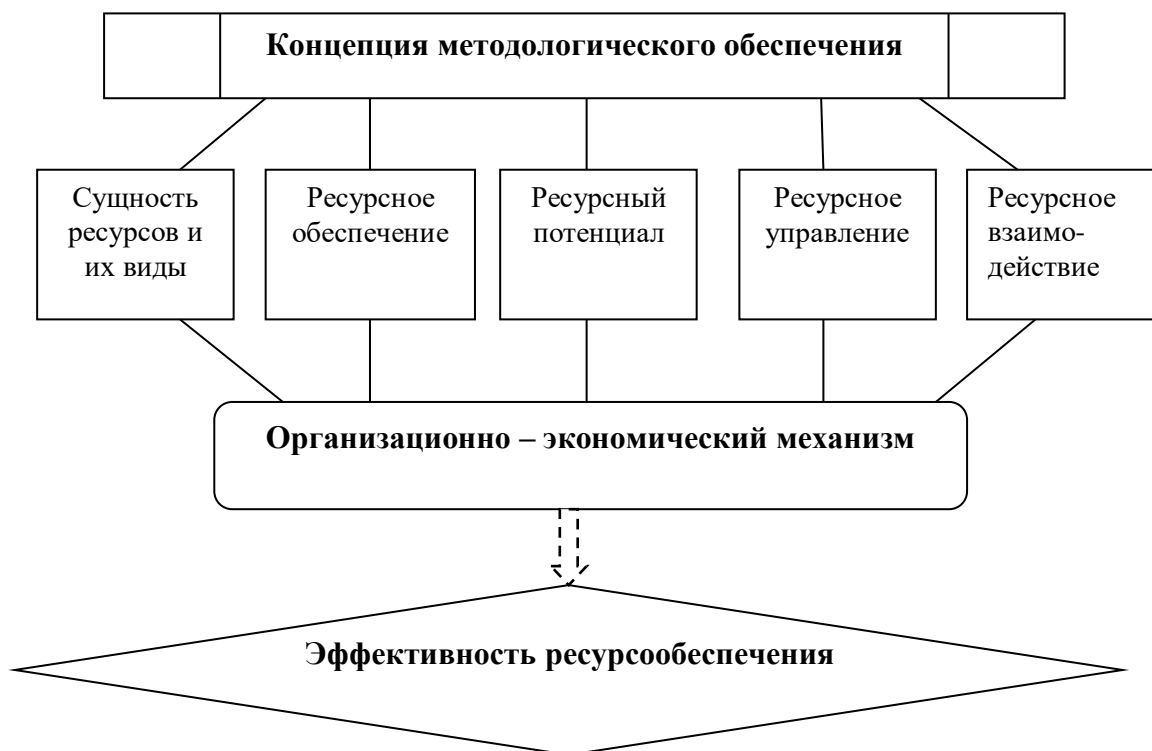 Концепция методологического обеспечения
Сущность
ресурсов и
их виды
Ресурсное
обеспечение
Ресурсный
потенциал
Ресурсное
управление
Ресурсное
взаимо-
действие
Организационно – экономический механизм
Эффективность ресурсообеспечения